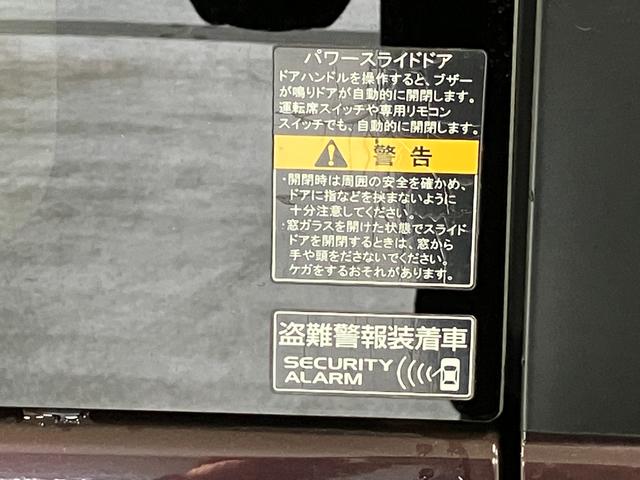 パワースライドドア
ドアハンドルを操作すると、ブザー
が鳴りドアが自動的に開閉します。
運転席スイッチや専用リモコン
スイッチでも、自動的に開閉します。
警告
・開閉時は周囲の安全を確かめ、
ドアに指などを挟まないように
十分注意してください。
・窓ガラスを開けた状態でスライド
ドアを開閉するときは、窓から
手や頭をださないでください。
ケガをするおそれがあります。
盗難警報装着車
SECURITY
ALARM